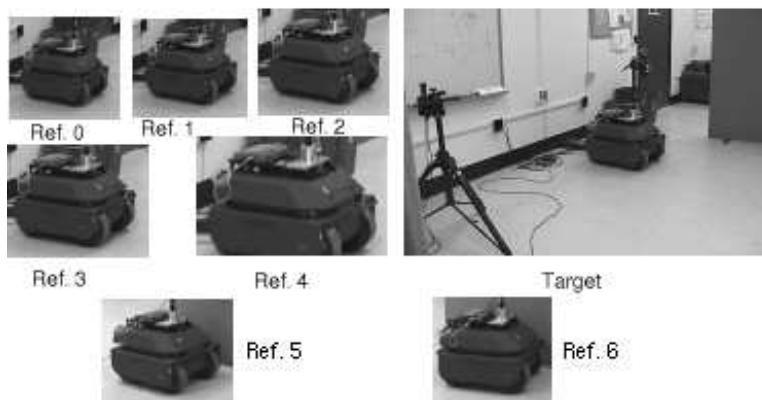 Ref. 0
Ref. 1
Ref. 2
Ref. 3
Ref. 4
Target
Ref. 5
Ref. 6